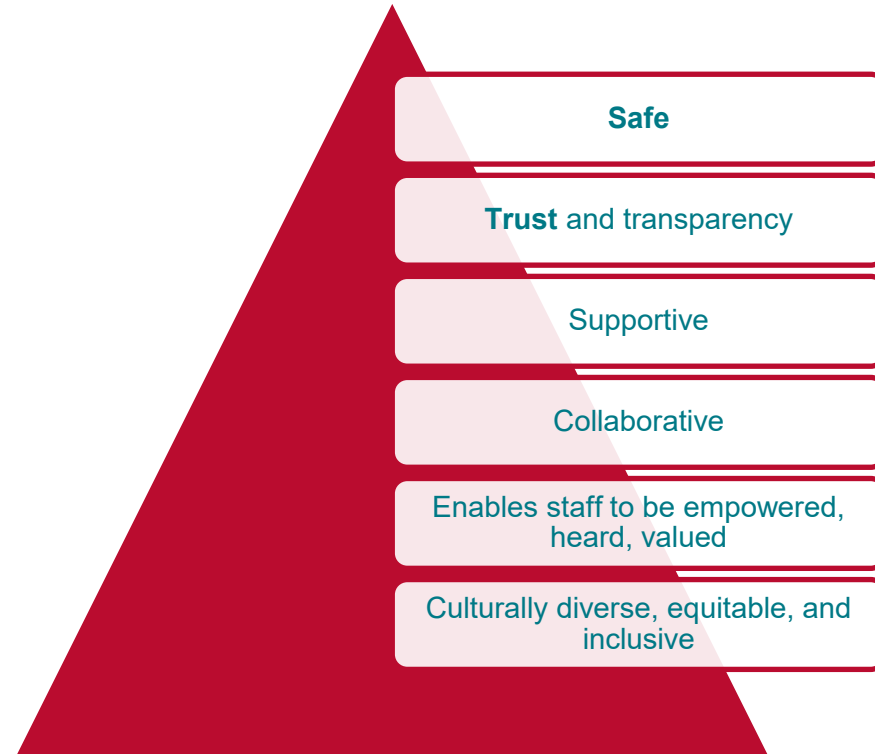 Safe
Trust and transparency
Supportive
Collaborative
Enables staff to be empowered,
heard, valued
Culturally diverse, equitable, and
inclusive